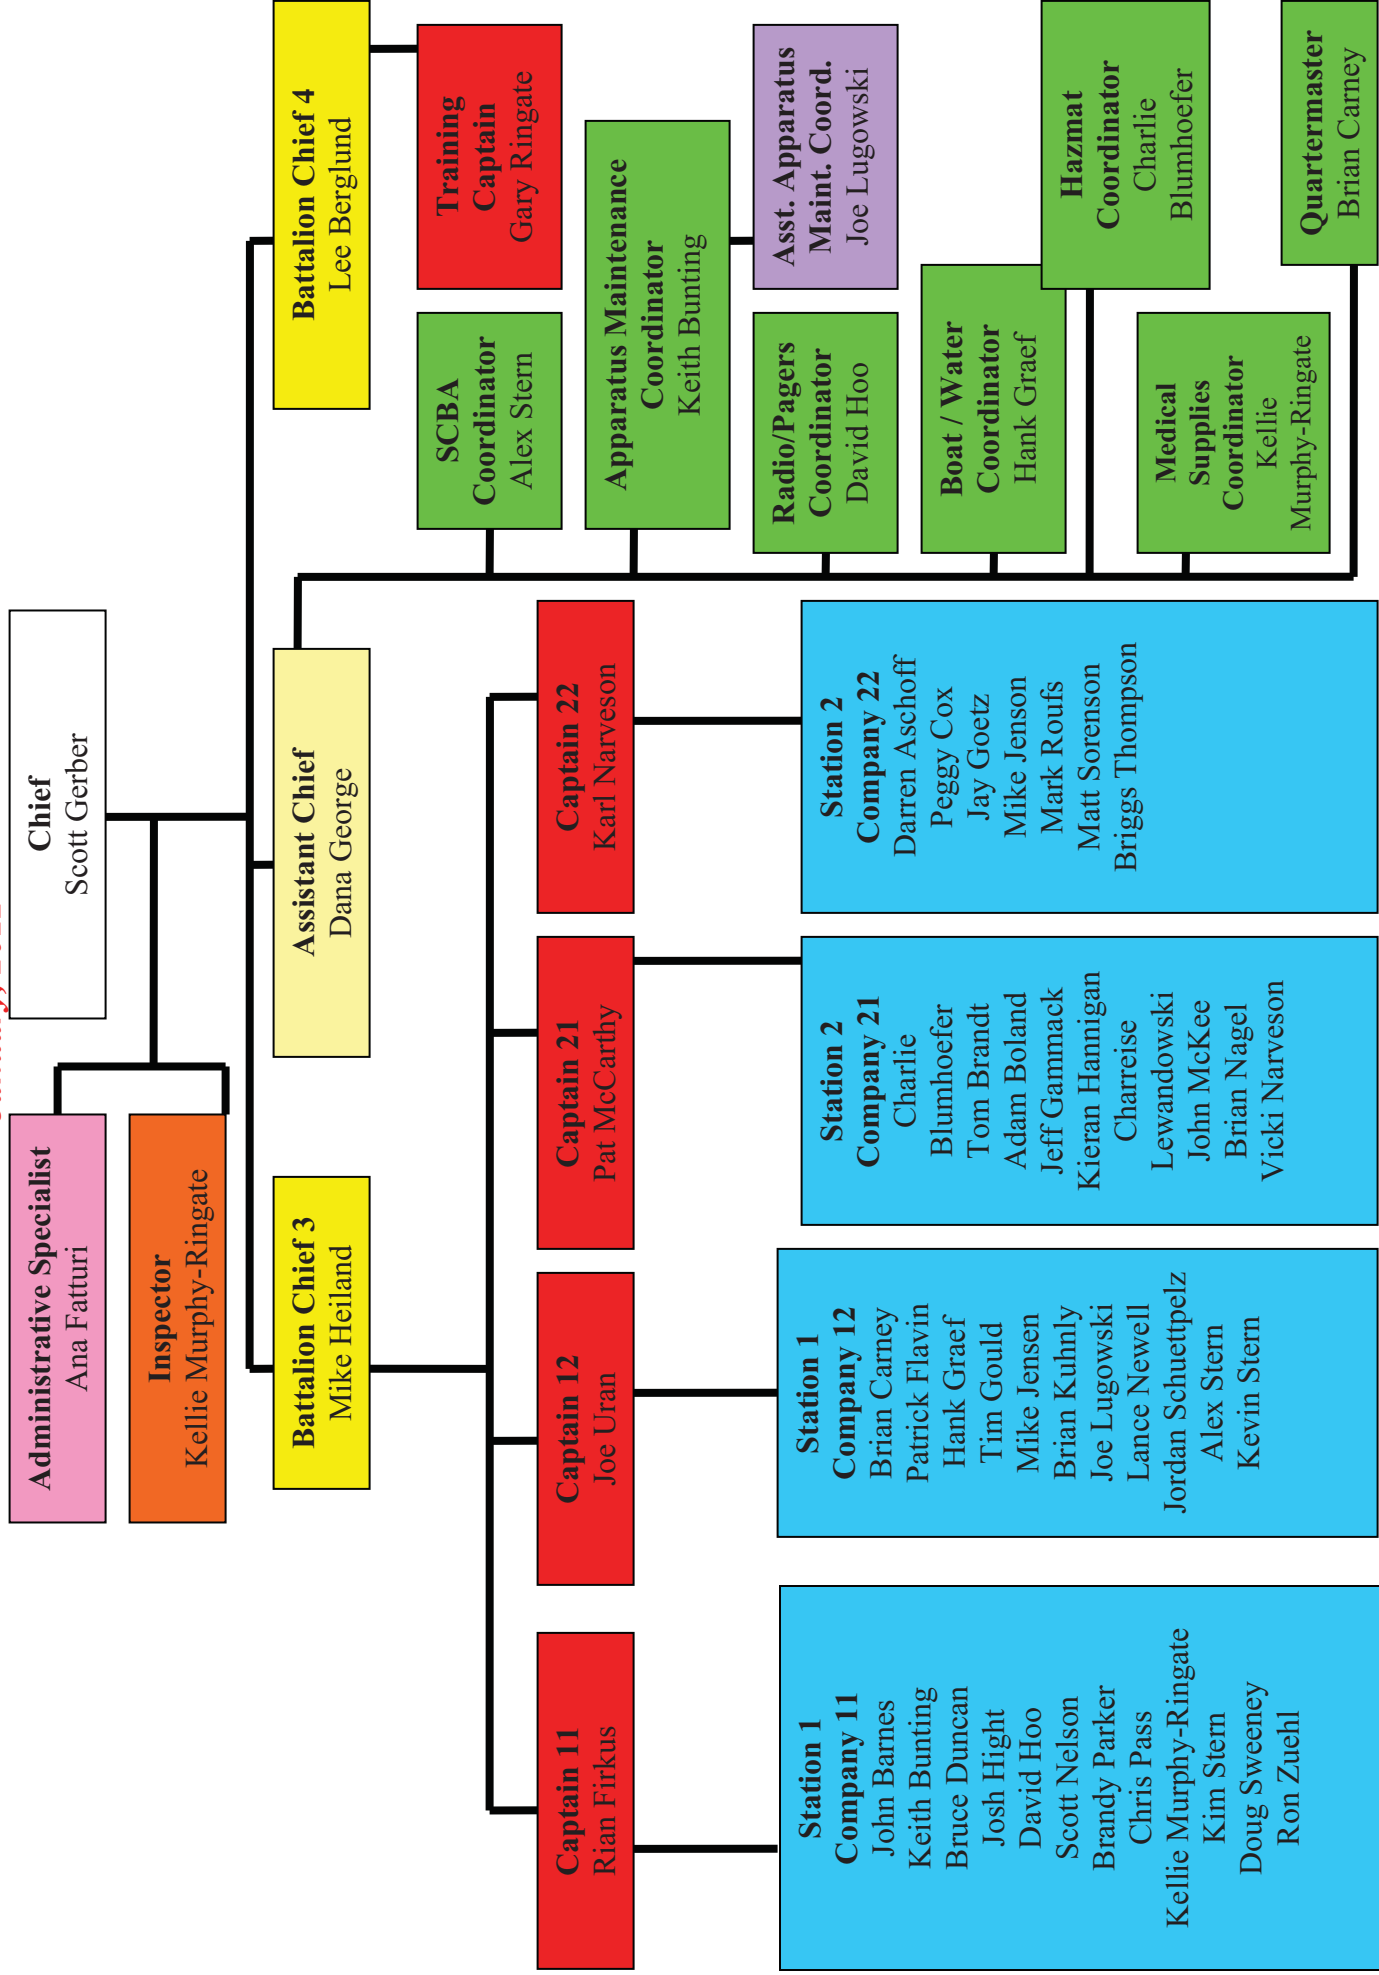 Chief
Scott Gerber
Administrative Specialist
Ana Fatturi
Inspector
Kellie Murphy-Ringate
Battalion Chief 3
Mike Heiland
Assistant Chief
Dana George
Battalion Chief 4
Lee Berglund
Training
Captain
Gary Ringate
SCBA
Coordinator
Alex Stern
Apparatus Maintenance
Coordinator
Keith Bunting
Asst. Apparatus
Maint. Coord.
Joe Lugowski
Radio/Pagers
Coordinator
David Hoo
Boat / Water
Coordinator
Hank Graef
Hazmat
Coordinator
Charlie
Blumhoefer
Medical
Supplies
Coordinator
Kellie
Murphy-Ringate
Quartermaster
Brian Carney
Captain 11
Rian Firkus
Captain 12
Joe Uran
Captain 21
Pat McCarthy
Captain 22
Karl Narveson
Station 1
Company 11
John Barnes
Keith Bunting
Bruce Duncan
Josh Hight
David Hoo
Scott Nelson
Brandy Parker
Chris Pass
Kellie Murphy-Ringate
Kim Stern
Doug Sweeney
Ron Zuehl
Station 1
Company 12
Brian Carney
Patrick Flavin
Hank Graef
Tim Gould
Mike Jensen
Brian Kuhnly
Joe Lugowski
Lance Newell
Jordan Schuettpelz
Alex Stern
Kevin Stern
Station 2
Company 21
Charlie
Blumhoefer
Tom Brandt
Adam Boland
Jeff Gammack
Kieran Hannigan
Charreise
Lewandowski
John McKee
Brian Nagel
Vicki Narveson
Station 2
Company 22
Darren Aschoff
Peggy Cox
Jay Goetz
Mike Jenson
Mark Roufs
Matt Sorenson
Briggs Thompson